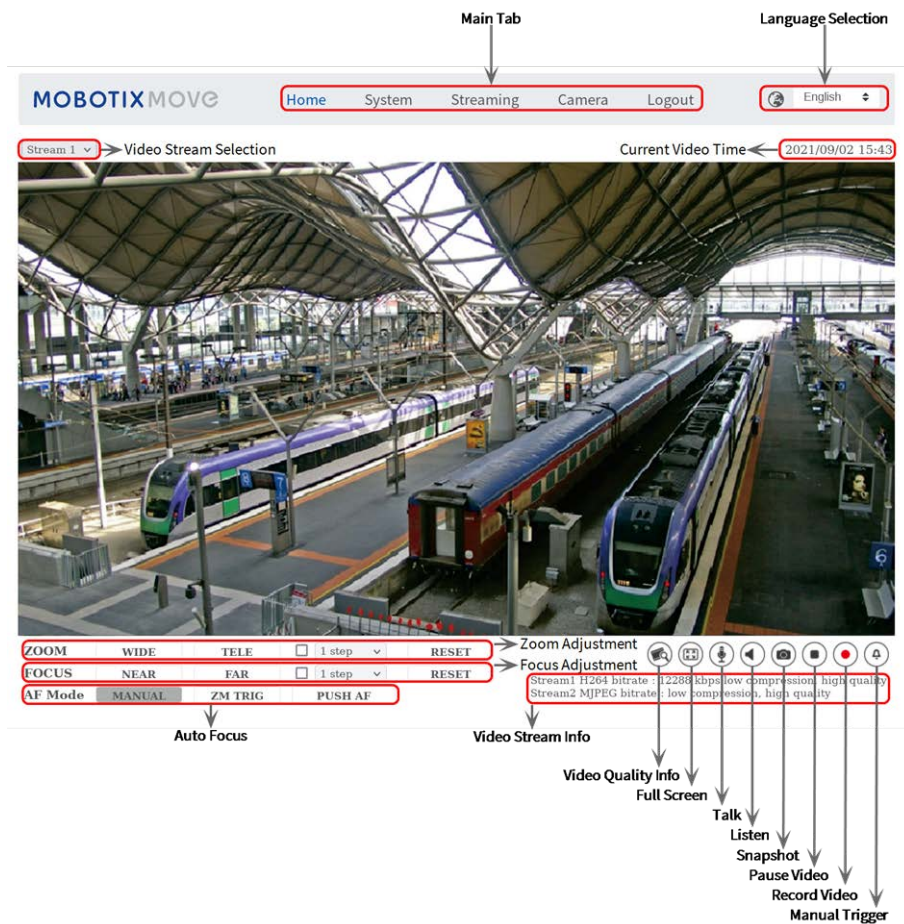 Main Tab
Language Selection
MOBOTIX MOVE
Home System Streaming Camera Logout
English
Stream 1
Video Stream Selection
Current Video Time
2021/09/02 15:43
8
7
6
ZOOM WIDE TELE 1 step RESET
Zoom Adjustment
FOCUS NEAR FAR 1 step RESET
Focus Adjustment
Stream1 H264 bitrate : 12288 kbps low compression, high quality
Stream2 MJPEG bitrate : low compression, high quality
AF Mode MANUAL ZM TRIG PUSH AF
Auto Focus
Video Stream Info
Video Quality Info
Full Screen
Talk
Listen
Snapshot
Pause Video
Record Video
Manual Trigger